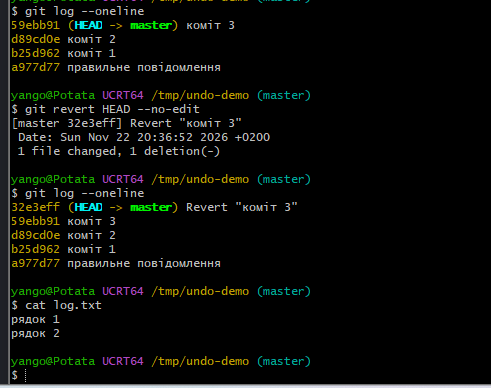 $ git log --oneline
59ebb91 (HEAD -> master) коміт 3
d89cd0e коміт 2
b25d962 коміт 1
a977d77 правильне повідомлення
yango@Potata UCRT64 /tmp/undo-demo (master)
$ git revert HEAD --no-edit
[master 32e3eff] Revert "коміт 3"
Date: Sun Nov 22 20:36:52 2026 +0200
1 file changed, 1 deletion(-)
yango@Potata UCRT64 /tmp/undo-demo (master)
$ git log --oneline
32e3eff (HEAD -> master) Revert "коміт 3"
59ebb91 коміт 3
d89cd0e коміт 2
b25d962 коміт 1
a977d77 правильне повідомлення
yango@Potata UCRT64 /tmp/undo-demo (master)
$ cat log.txt
рядок 1
рядок 2
yango@Potata UCRT64 /tmp/undo-demo (master)
$